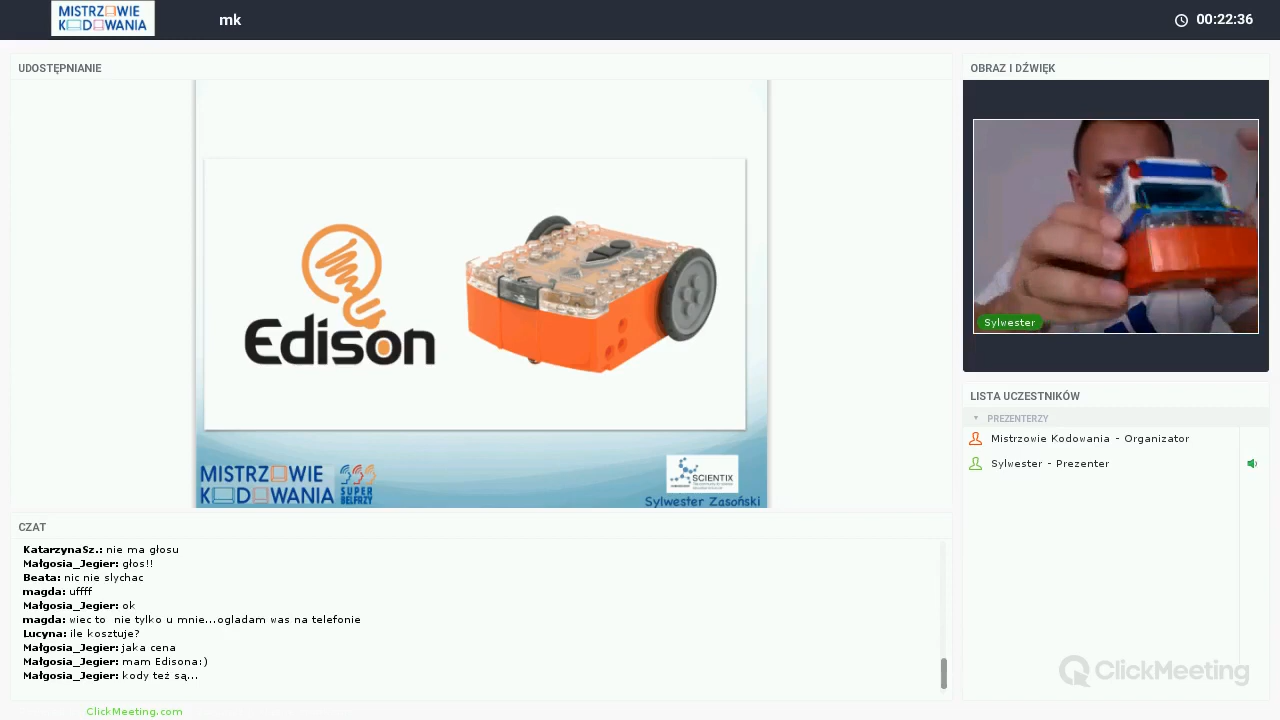 MISTRZOWIE
KODOWANIA
mk
00:22:36
UDOSTĘPNIANIE
Edison
MISTRZOWIE
KODOWANIA
SUPER
BELFRZY
SCIENTIX
Sylwester Zasoński
CZAT
KatarzynaSz.: nie ma głosu
Małgosia_Jegier: głos!!
Beata: nic nie slychac
magda: uffff
Małgosia_Jegier: ok
magda: wiec to  nie tylko u mnie...ogladam was na telefonie
Lucyna: ile kosztuje?
Małgosia_Jegier: jaka cena
Małgosia_Jegier: mam Edisona:)
Małgosia_Jegier: kody też są...
ClickMeeting.com
OBRAZ I DŹWIĘK
Sylwester
LISTA UCZESTNIKÓW
PREZENTERZY
Mistrzowie Kodowania - Organizator
Sylwester - Prezenter
ClickMeeting